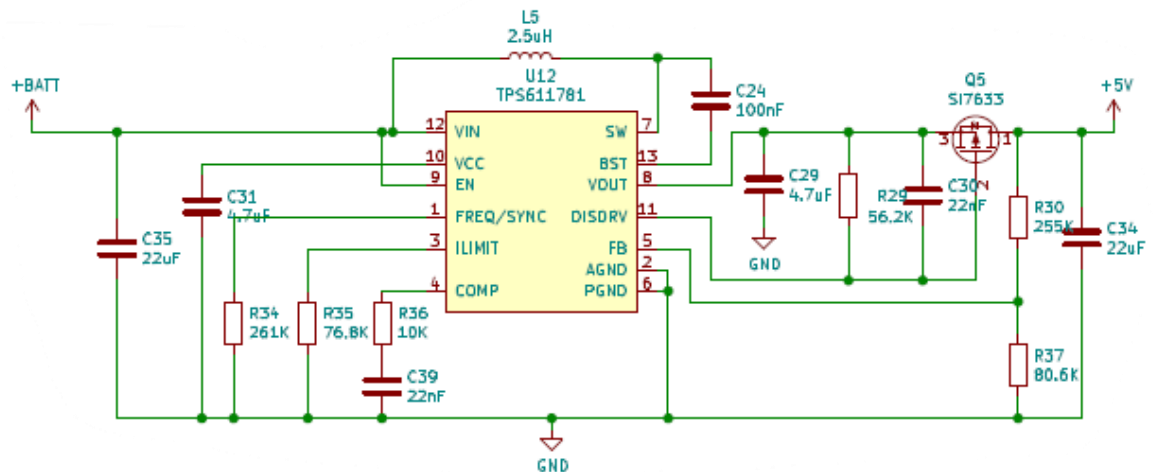 L5
2.5uH
+BATT
U12
TPS611781
C24
100nF
Q5
SI7633
+5V
12 VIN
SW 7
10 VCC
BST 13
9 EN
VOUT 8
1 FREQ/SYNC
DISDRV 11
3 ILIMIT
FB 5
AGND 2
4 COMP
PGND 6
3
1
2
C31
4.7uF
C35
22uF
C29
4.7uF
GND
R29
56.2K
C30
22nF
R30
255K
C34
22uF
R34
261K
R35
76.8K
R36
10K
C39
22nF
R37
80.6K
GND